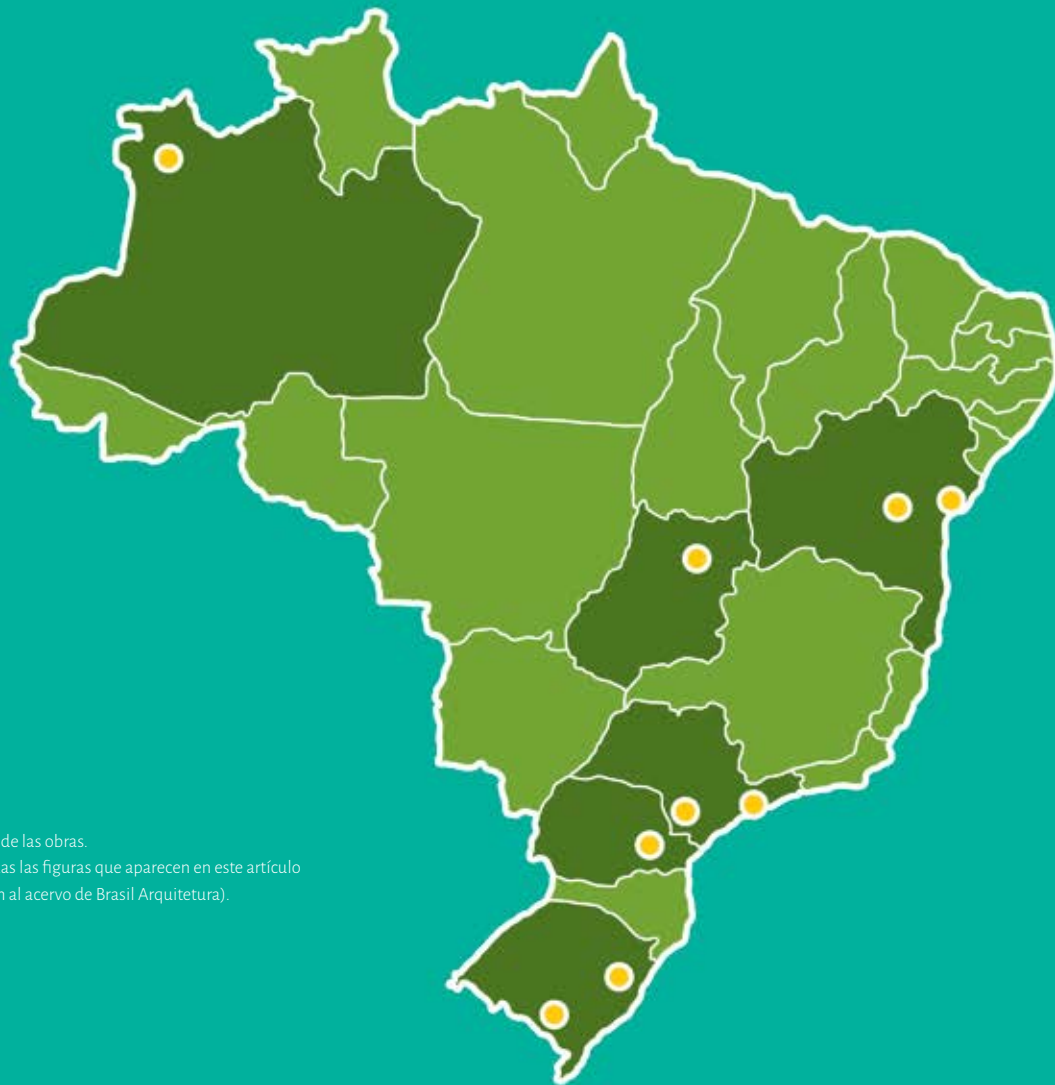 de las obras.
as las figuras que aparecen en este artículo
n al acervo de Brasil Arquitetura).